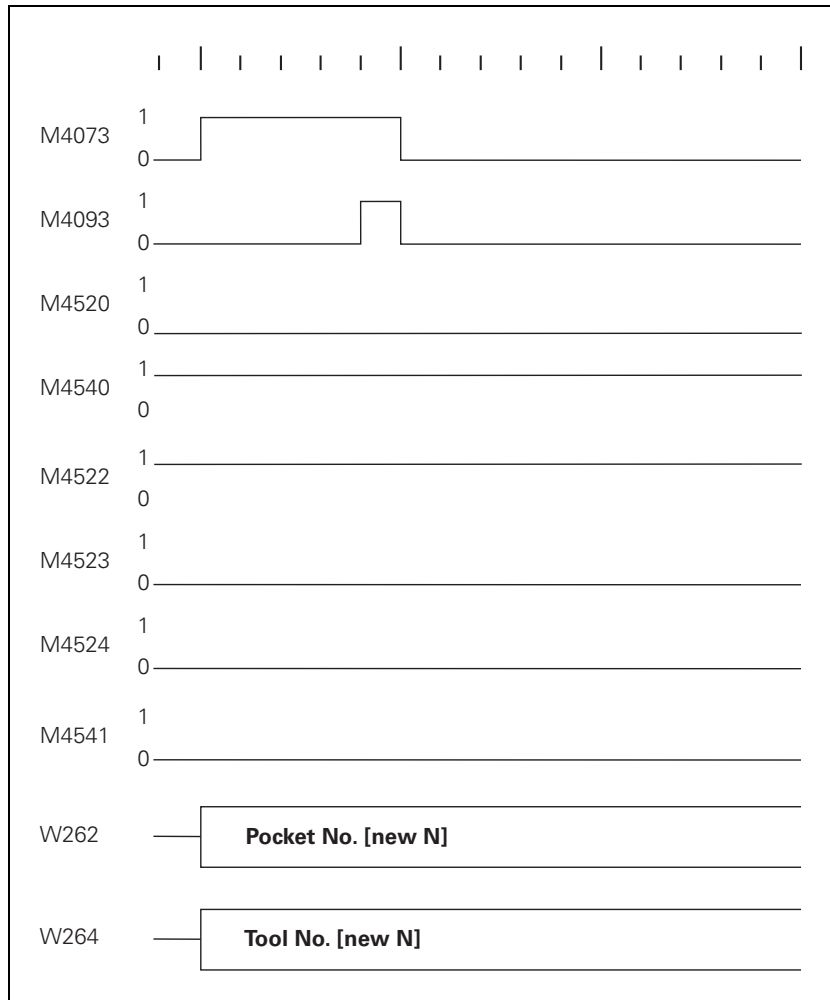 M4073 1
0
M4093 1
0
M4520 1
0
M4540 1
0
M4522 1
0
M4523 1
0
M4524 1
0
M4541 1
0
W262 Pocket No. [new N]
W264 Tool No. [new N]